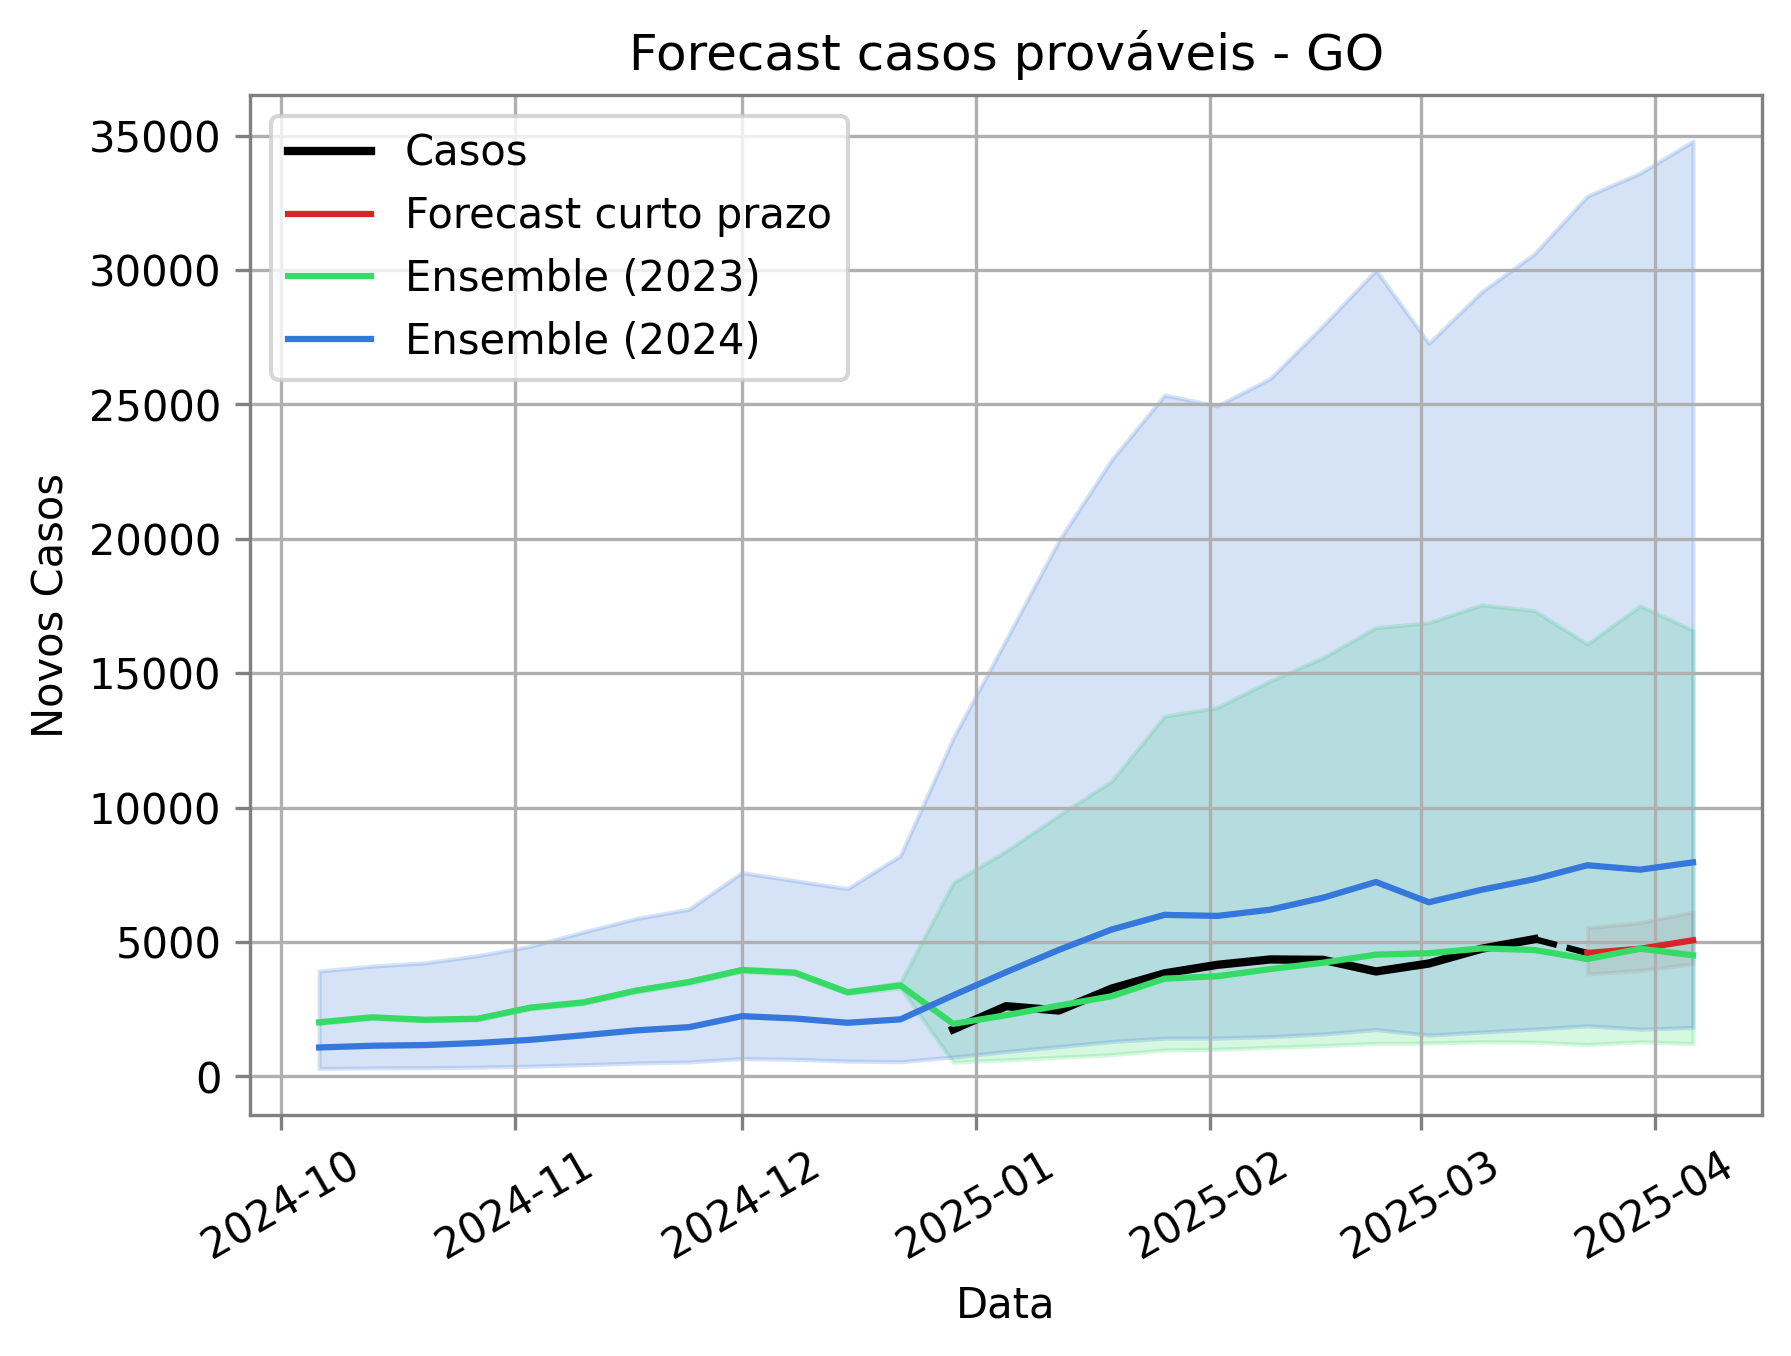 Forecast casos prováveis - GO
Casos
Forecast curto prazo
Ensemble (2023)
Ensemble (2024)
35000
30000
25000
20000
15000
10000
5000
0
Novos Casos
2024-10
2024-11
2024-12
2025-01
2025-02
2025-03
2025-04
Data